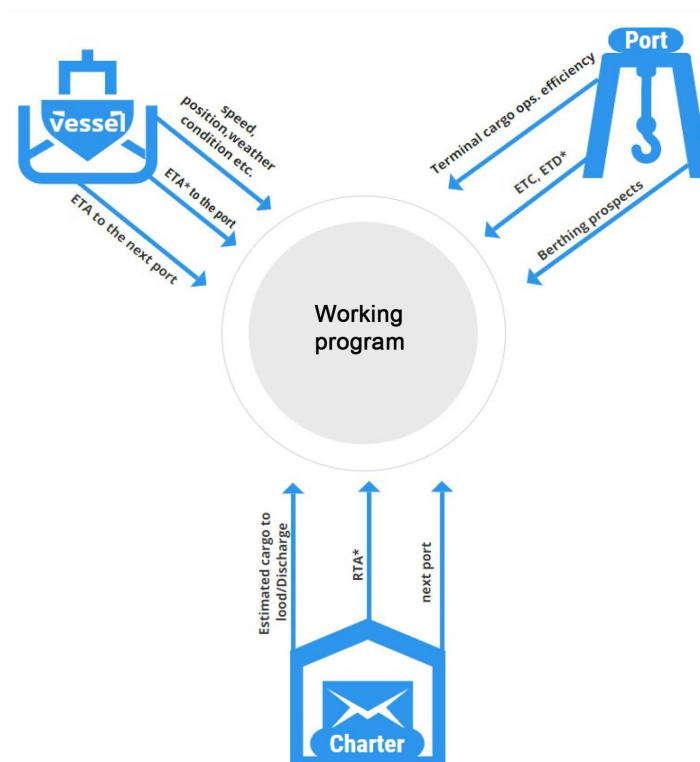 vessel
speed,
position,weather
condition etc.
ETA* to the port
ETA to the next port
Port
Terminal cargo ops. efficiency
ETC, ETD*
Berthing prospects
Working
program
Estimated cargo to
lood/Discharge
RTA*
next port
Charter